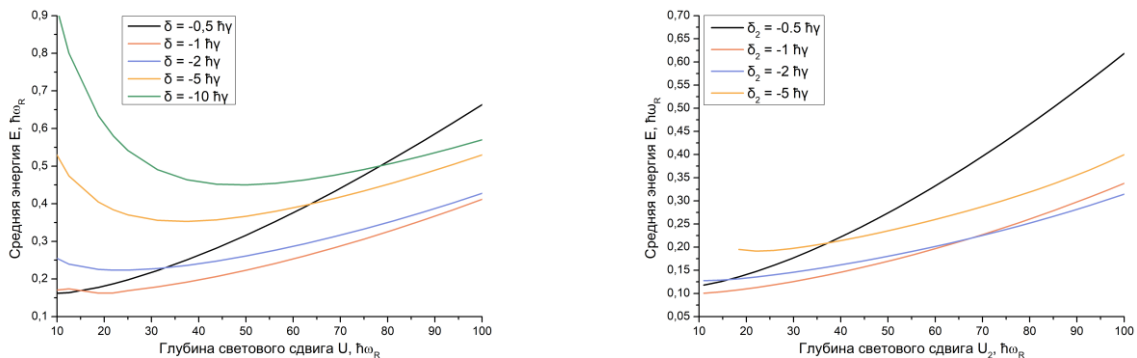 0,9
0,8
0,7
0,6
0,5
0,4
0,3
0,2
0,1
Средняя энергия E, ħω_R
δ = -0,5 ħγ
δ = -1 ħγ
δ = -2 ħγ
δ = -5 ħγ
δ = -10 ħγ
10 20 30 40 50 60 70 80 90 100
Глубина светового сдвига U, ħω_R
0,70
0,65
0,60
0,55
0,50
0,45
0,40
0,35
0,30
0,25
0,20
0,15
0,10
0,05
Средняя энергия E, ħω_R
δ₂ = -0.5 ħγ
δ₂ = -1 ħγ
δ₂ = -2 ħγ
δ₂ = -5 ħγ
10 20 30 40 50 60 70 80 90 100
Глубина светового сдвига U₂, ħω_R